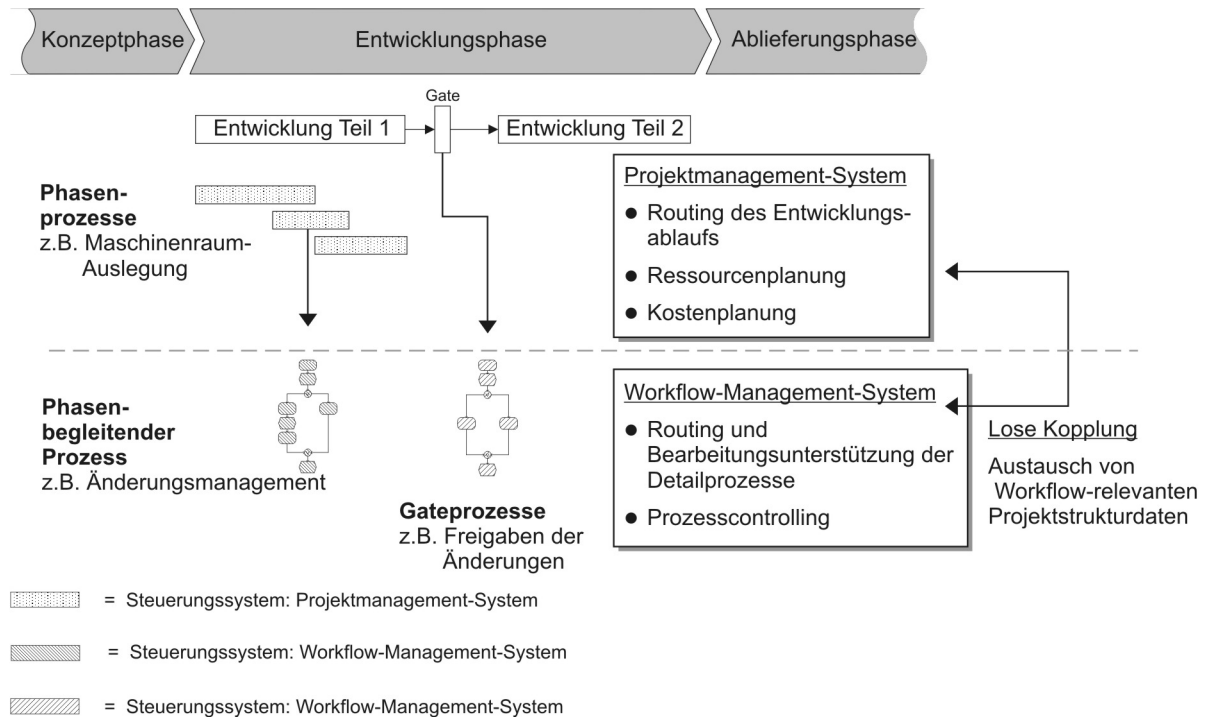 Konzeptphase
Entwicklungsphase
Ablieferungsphase
Gate
Entwicklung Teil 1
Entwicklung Teil 2
Phasen-
prozesse
z.B. Maschinenraum-
Auslegung
Projektmanagement-System
● Routing des Entwicklungs-
ablaufs
● Ressourcenplanung
● Kostenplanung
Phasen-
begleitender
Prozess
z.B. Änderungsmanagement
Gateprozesse
z.B. Freigaben der
Änderungen
Workflow-Management-System
● Routing und
Bearbeitungsunterstützung der
Detailprozesse
● Prozesscontrolling
Lose Kopplung
Austausch von
Workflow-relevanten
Projektstrukturdaten
= Steuerungssystem: Projektmanagement-System
= Steuerungssystem: Workflow-Management-System
= Steuerungssystem: Workflow-Management-System